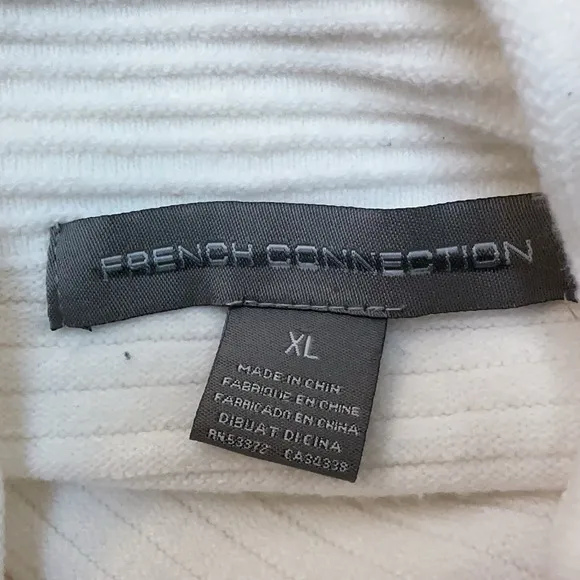 FRENCH CONNECTION
XL
MADE IN CHIN
FABRIQUE EN CHINE
FABRICADO EN CHINA
DIBUAT DI CINA
RN53372 CA34338